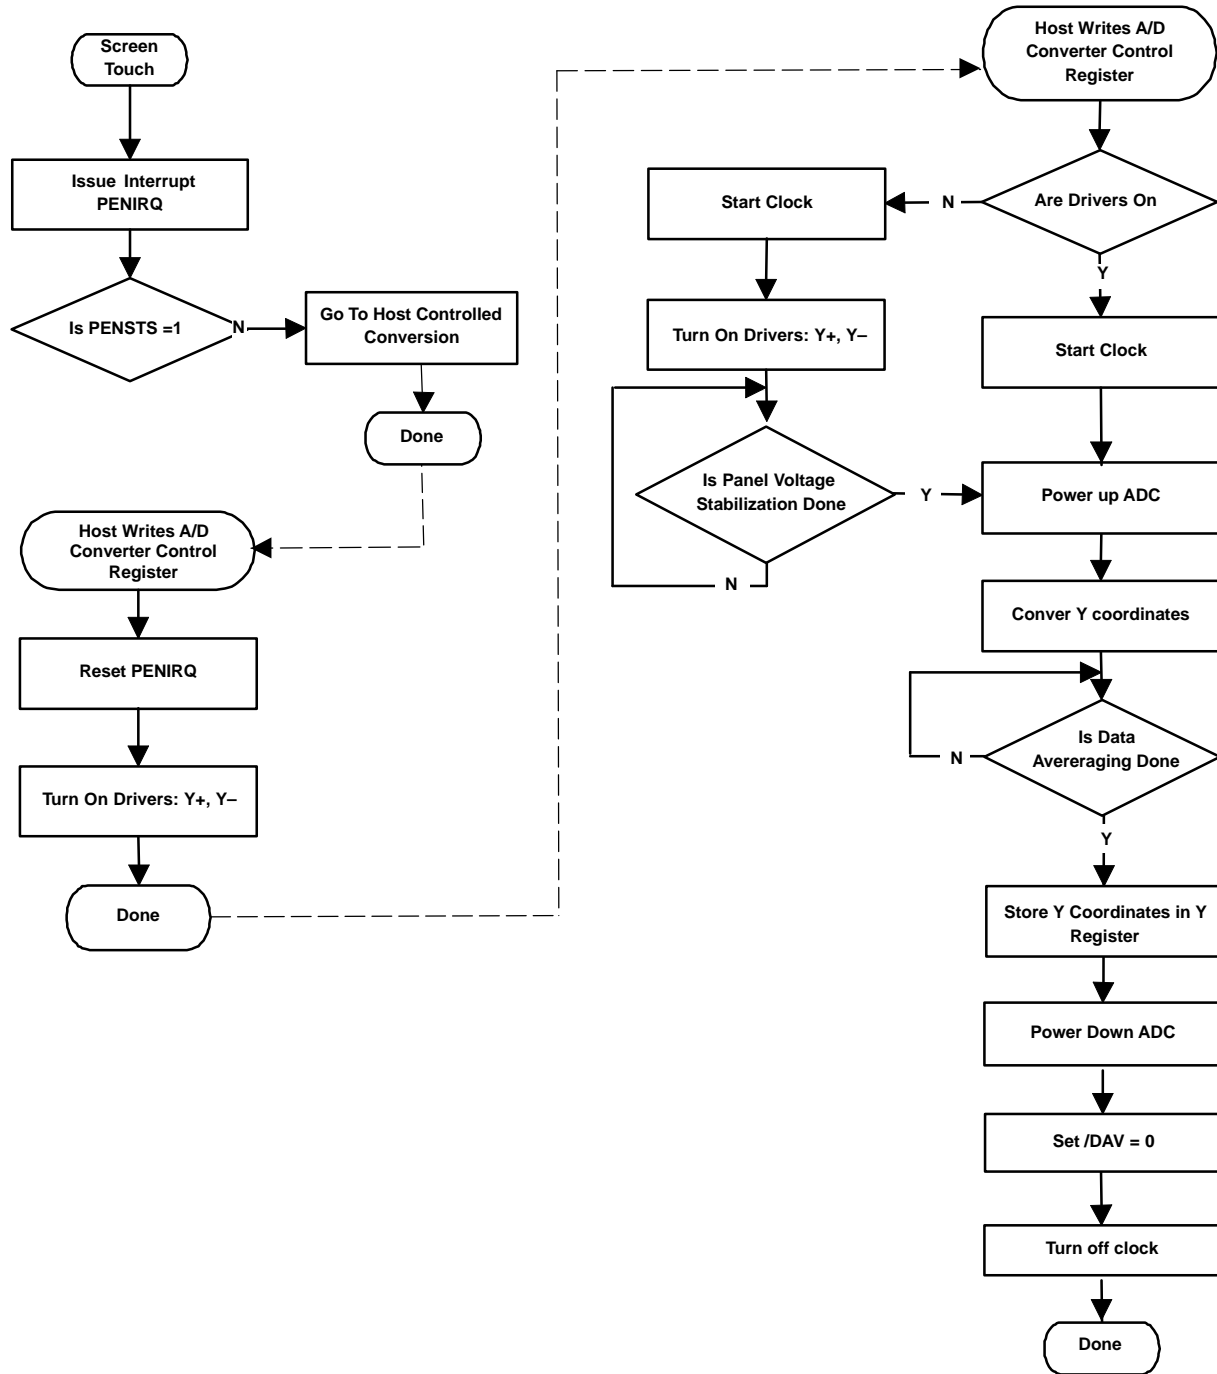 Screen
Touch
Issue Interrupt
PENIRQ
Is PENSTS =1
N
Go To Host Controlled
Conversion
Done
Host Writes A/D
Converter Control
Register
Reset PENIRQ
Turn On Drivers: Y+, Y–
Done
Host Writes A/D
Converter Control
Register
Are Drivers On
N
Start Clock
Turn On Drivers: Y+, Y–
Is Panel Voltage
Stabilization Done
N
Y
Y
Start Clock
Power up ADC
Conver Y coordinates
Is Data
Avereraging Done
N
Y
Store Y Coordinates in Y
Register
Power Down ADC
Set /DAV = 0
Turn off clock
Done